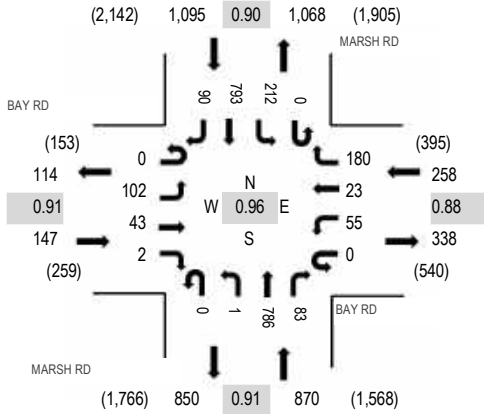 (2,142) 1,095 0.90 1,068 (1,905)
MARSH RD
BAY RD
90 793 212 0
(153) (395)
0 180
114 258
102 N 23
0.91 W 0.96 E 0.88
43 55
147 S 338
2 0
(259) (540)
0 1 786 83
BAY RD
MARSH RD
(1,766) 850 0.91 870 (1,568)